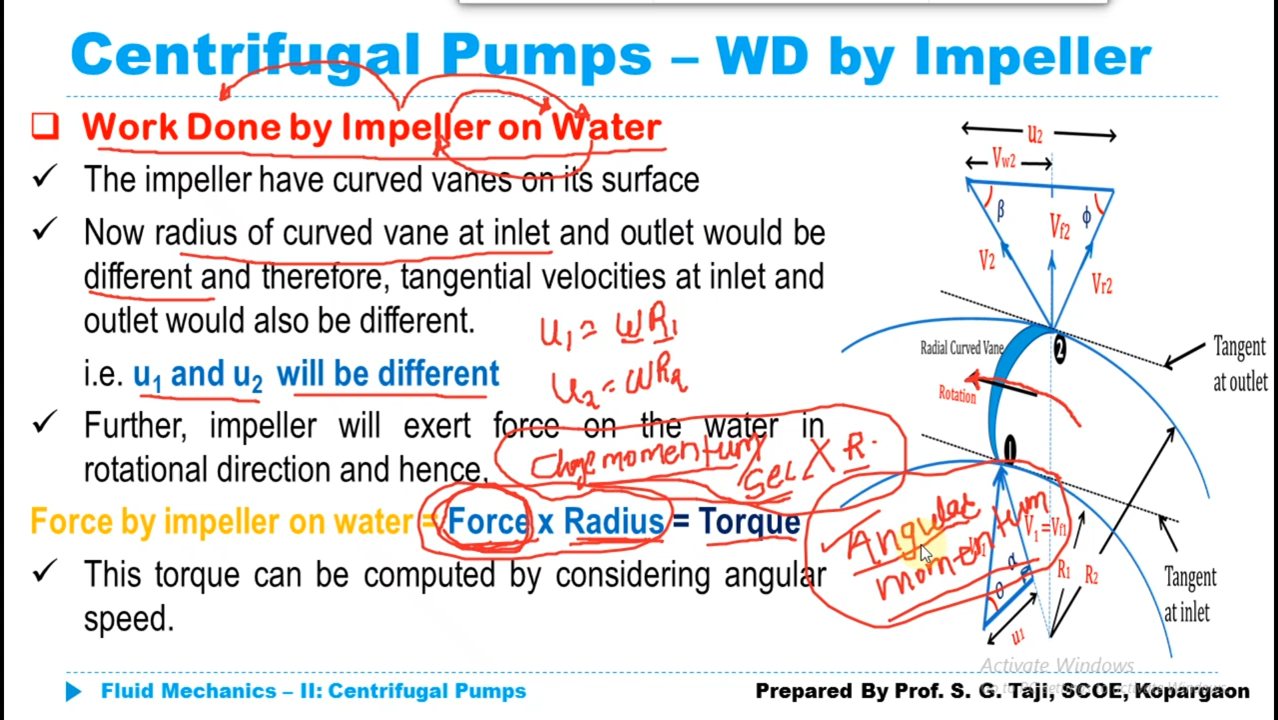 Centrifugal Pumps – WD by Impeller
Work Done by Impeller on Water
The impeller have curved vanes on its surface
Now radius of curved vane at inlet and outlet would be
different and therefore, tangential velocities at inlet and
outlet would also be different.
u1 = ωR1
i.e. u1 and u2 will be different
u2 = ωR2
Further, impeller will exert force on the water in
rotational direction and hence,
momentum/Sec X R.
Force by impeller on water = Force x Radius = Torque
This torque can be computed by considering angular
speed.
Angular
momentum
u2
Vw2
β
Φ
Vf2
V2
Vr2
Radial Curved Vane
2
Tangent
at outlet
Rotation
1
V1 =Vf1
α
θ
R1
R2
u1
Tangent
at inlet
Activate Windows
Fluid Mechanics – II: Centrifugal Pumps
Prepared By Prof. S. G. Taji, SCOE, Kopargaon